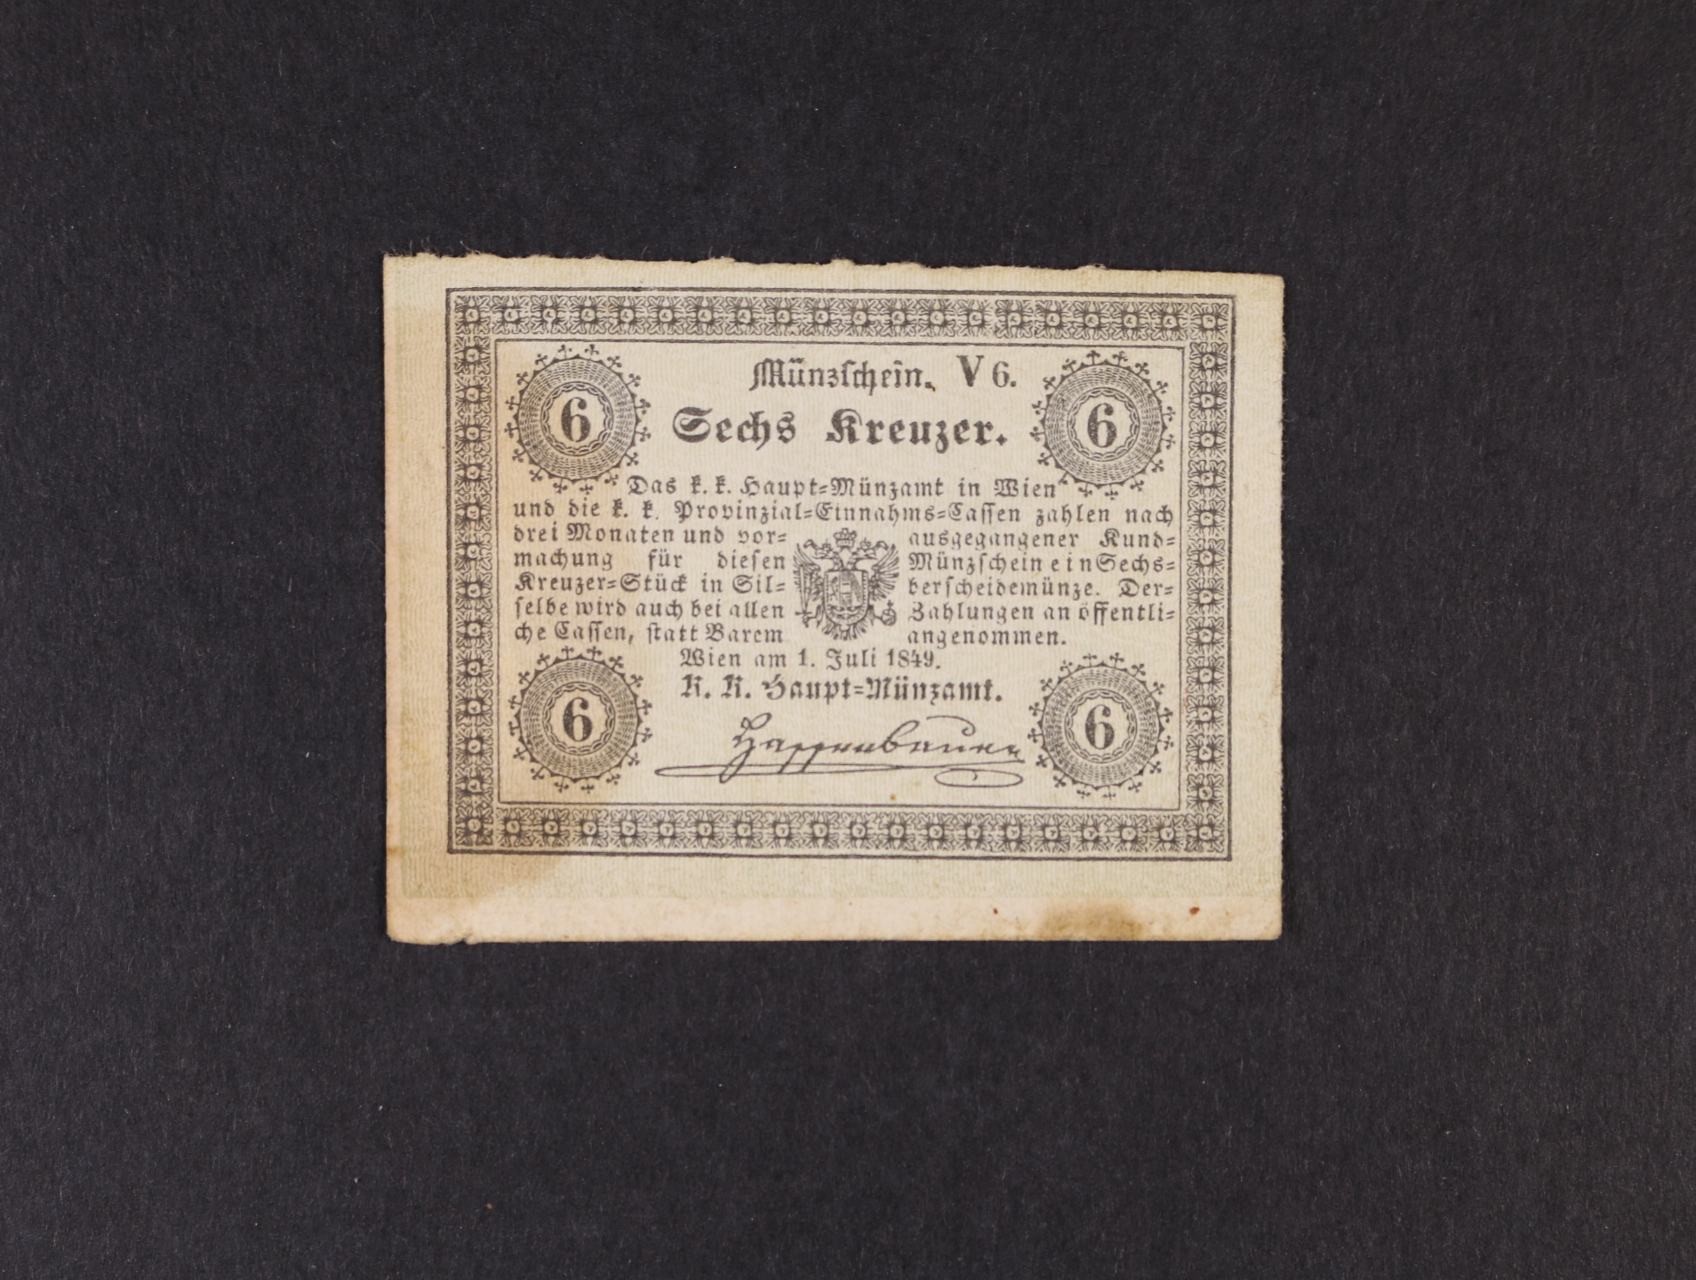 Münzschein. V 6.
6 Sechs Kreuzer. 6
Das k. k. Haupt=Münzamt in Wien
und die k. k. Provinzial=Einnahms=Cassen zahlen nach
drei Monaten und vor= ausgegangener Kund=
machung für diesen Münzschein ein Sechs=
Kreuzer=Stück in Sil= berscheidemünze. Der=
selbe wird auch bei allen Zahlungen an öffentli=
che Cassen, statt Barem angenommen.
Wien am 1. Juli 1849.
K. K. Haupt=Münzamt.
6 6